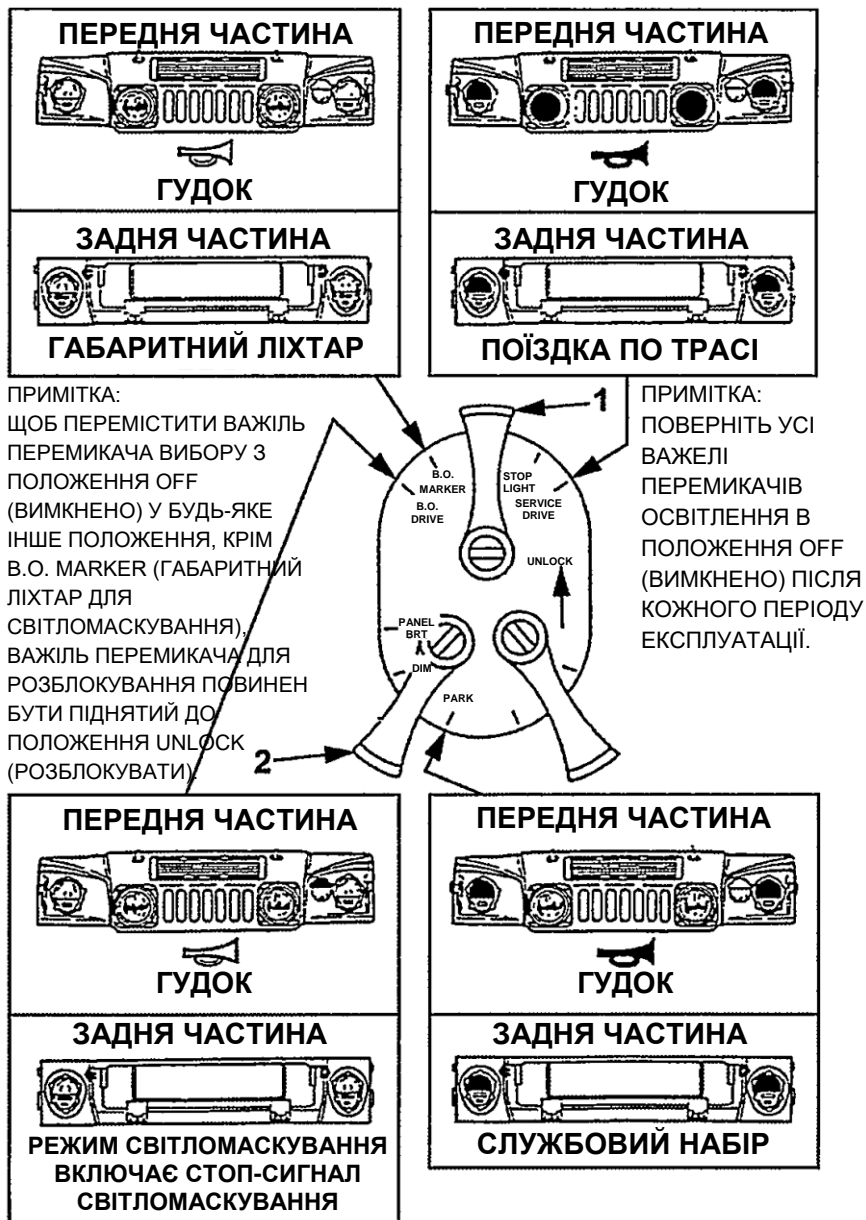 ПЕРЕДНЯ ЧАСТИНА
ГУДОК
ЗАДНЯ ЧАСТИНА
ГАБАРИТНИЙ ЛІХТАР
ПЕРЕДНЯ ЧАСТИНА
ГУДОК
ЗАДНЯ ЧАСТИНА
ПОЇЗДКА ПО ТРАСІ
ПРИМІТКА:
ЩОБ ПЕРЕМІСТИТИ ВАЖІЛЬ
ПЕРЕМИКАЧА ВИБОРУ З
ПОЛОЖЕННЯ OFF
(ВИМКНЕНО) У БУДЬ-ЯКЕ
ІНШЕ ПОЛОЖЕННЯ, КРІМ
B.O. MARKER (ГАБАРИТНИЙ
ЛІХТАР ДЛЯ
СВІТЛОМАСКУВАННЯ),
ВАЖІЛЬ ПЕРЕМИКАЧА ДЛЯ
РОЗБЛОКУВАННЯ ПОВИНЕН
БУТИ ПІДНЯТИЙ ДО
ПОЛОЖЕННЯ UNLOCK
(РОЗБЛОКУВАТИ).
1
B.O.
MARKER
B.O.
DRIVE
STOP
LIGHT
SERVICE
DRIVE
UNLOCK
PANEL
BRT
DIM
PARK
2
ПРИМІТКА:
ПОВЕРНІТЬ УСІ
ВАЖЕЛІ
ПЕРЕМИКАЧІВ
ОСВІТЛЕННЯ В
ПОЛОЖЕННЯ OFF
(ВИМКНЕНО) ПІСЛЯ
КОЖНОГО ПЕРІОДУ
ЕКСПЛУАТАЦІЇ.
ПЕРЕДНЯ ЧАСТИНА
ГУДОК
ЗАДНЯ ЧАСТИНА
РЕЖИМ СВІТЛОМАСКУВАННЯ
ВКЛЮЧАЄ СТОП-СИГНАЛ
СВІТЛОМАСКУВАННЯ
ПЕРЕДНЯ ЧАСТИНА
ГУДОК
ЗАДНЯ ЧАСТИНА
СЛУЖБОВИЙ НАБІР